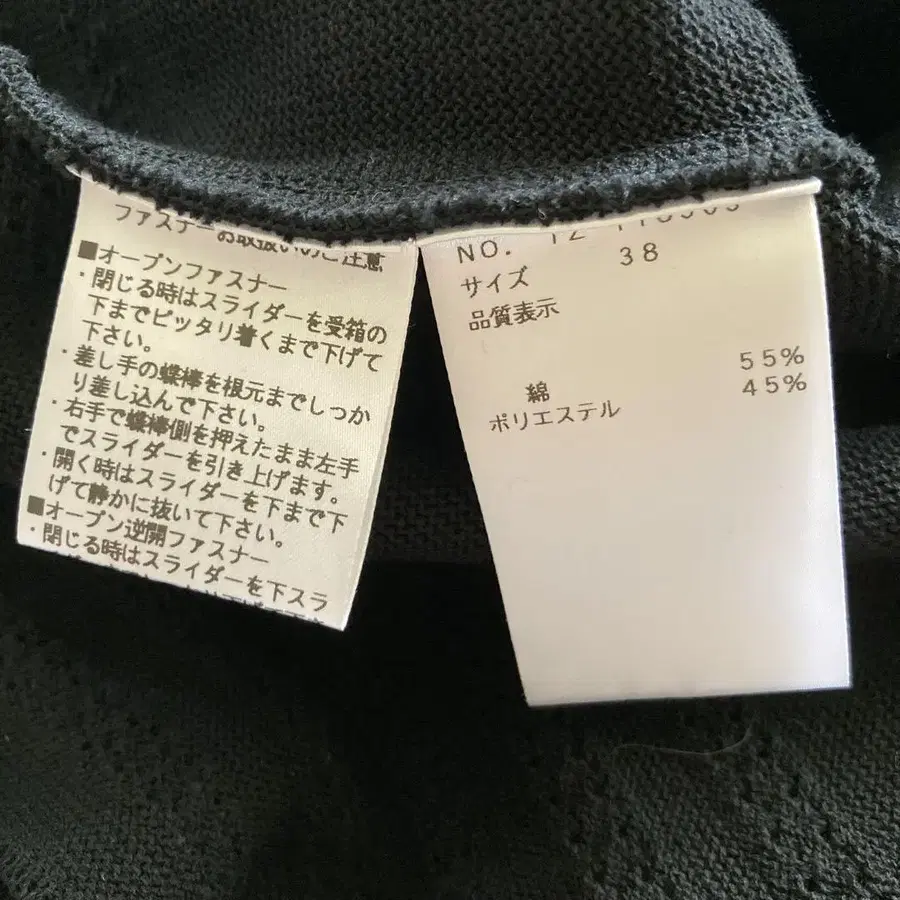 ファスナーお取扱いのご注意
■オープンファスナー
・閉じる時はスライダーを受箱の
下までピッタリ着くまで下げて
下さい。
・差し手の蝶棒を根元までしっか
り差し込んで下さい。
・右手で蝶棒側を押えたまま左手
でスライダーを引き上げます。
・開く時はスライダーを下まで下
げて静かに抜いて下さい。
■オープン逆開ファスナー
・閉じる時はスライダーを下スラ
NO.
サイズ 38
品質表示
綿 55%
ポリエステル 45%